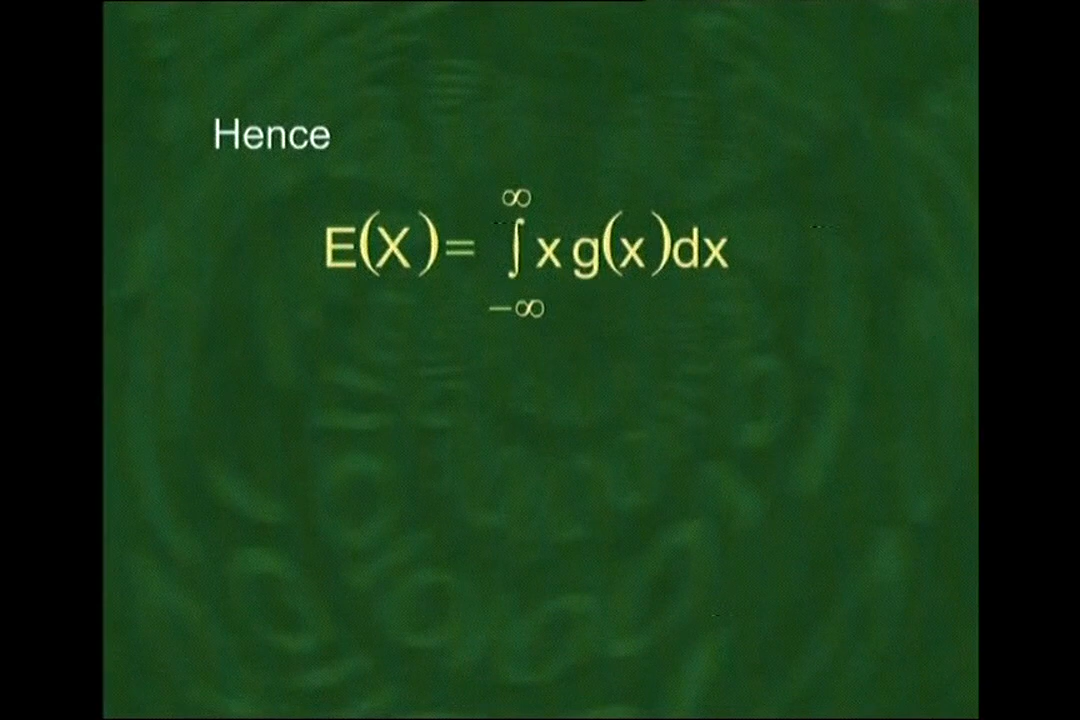 Hence
E(X) = ∫_{-∞}^{∞} x g(x)dx